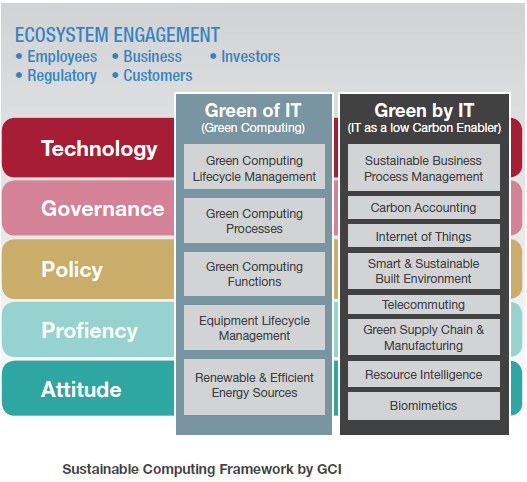 ECOSYSTEM ENGAGEMENT
• Employees • Business • Investors
• Regulatory • Customers
Green of IT
(Green Computing)
Green Computing
Lifecycle Management
Green Computing
Processes
Green Computing
Functions
Equipment Lifecycle
Management
Renewable & Efficient
Energy Sources
Green by IT
(IT as a low Carbon Enabler)
Sustainable Business
Process Management
Carbon Accounting
Internet of Things
Smart & Sustainable
Built Environment
Telecommuting
Green Supply Chain &
Manufacturing
Resource Intelligence
Biomimetics
Technology
Governance
Policy
Profiency
Attitude
Sustainable Computing Framework by GCI